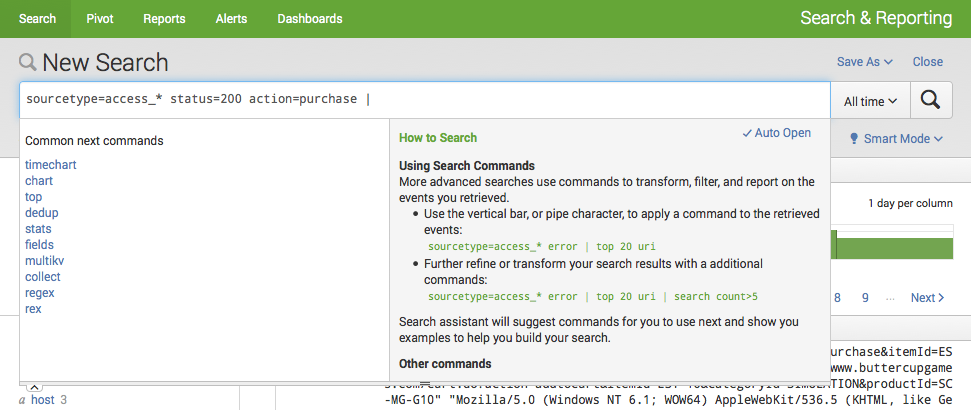 Search Pivot Reports Alerts Dashboards Search & Reporting
New Search Save As Close
sourcetype=access_* status=200 action=purchase | All time
Common next commands
timechart
chart
top
dedup
stats
fields
multikv
collect
regex
rex
How to Search Auto Open
Using Search Commands
More advanced searches use commands to transform, filter, and report on the
events you retrieved.
• Use the vertical bar, or pipe character, to apply a command to the retrieved
events:
sourcetype=access_* error | top 20 uri
• Further refine or transform your search results with a additional
commands:
sourcetype=access_* error | top 20 uri | search count>5
Search assistant will suggest commands for you to use next and show you
examples to help you build your search.
Other commands
Smart Mode
1 day per column
8 9 ... Next
urchase&itemId=ES
www.buttercupgame
a host 3
-MG-G10" "Mozilla/5.0 (Windows NT 6.1; WOW64) AppleWebKit/536.5 (KHTML, like Ge